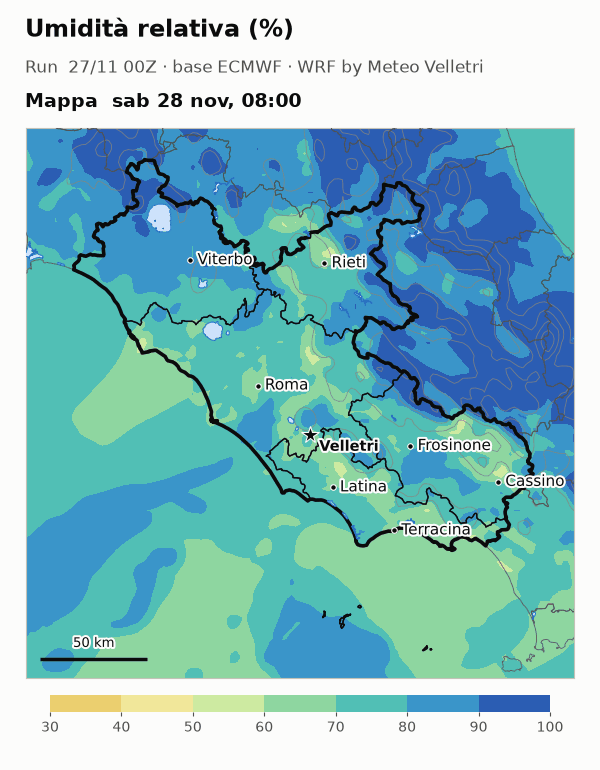 Umidità relativa (%)
Run  27/11 00Z · base ECMWF · WRF by Meteo Velletri
Mappa  sab 28 nov, 08:00
Viterbo
Rieti
Roma
Velletri
Frosinone
Cassino
Latina
Terracina
50 km
30 40 50 60 70 80 90 100